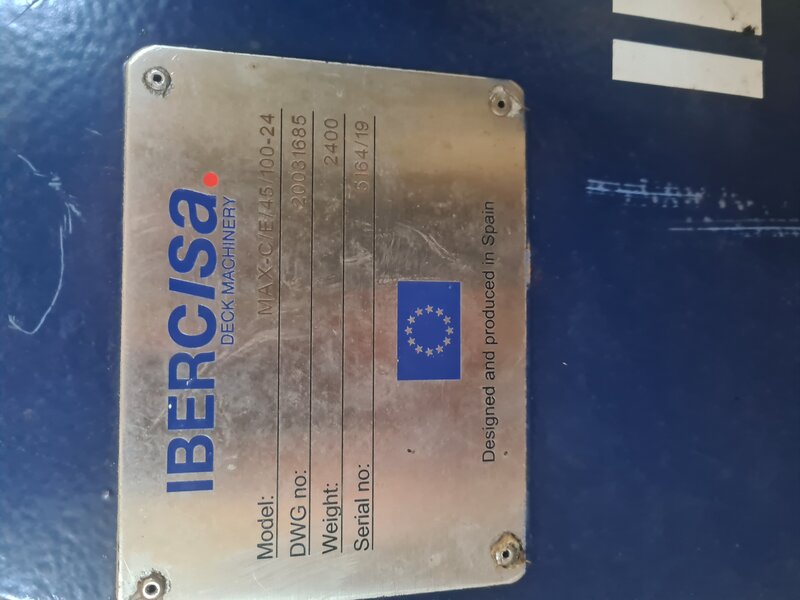 IBERCISA
DECK MACHINERY
Model: MAX-C/E/45/100-24
DWG no: 20031685
Weight: 2400
Serial no: 5164/19
Designed and produced in Spain